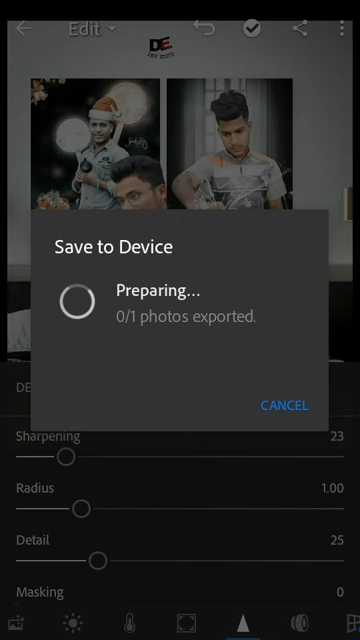 Edit
DE
Save to Device
Preparing...
0/1 photos exported.
CANCEL
DE
Sharpening 23
Radius 1.00
Detail 25
Masking 0